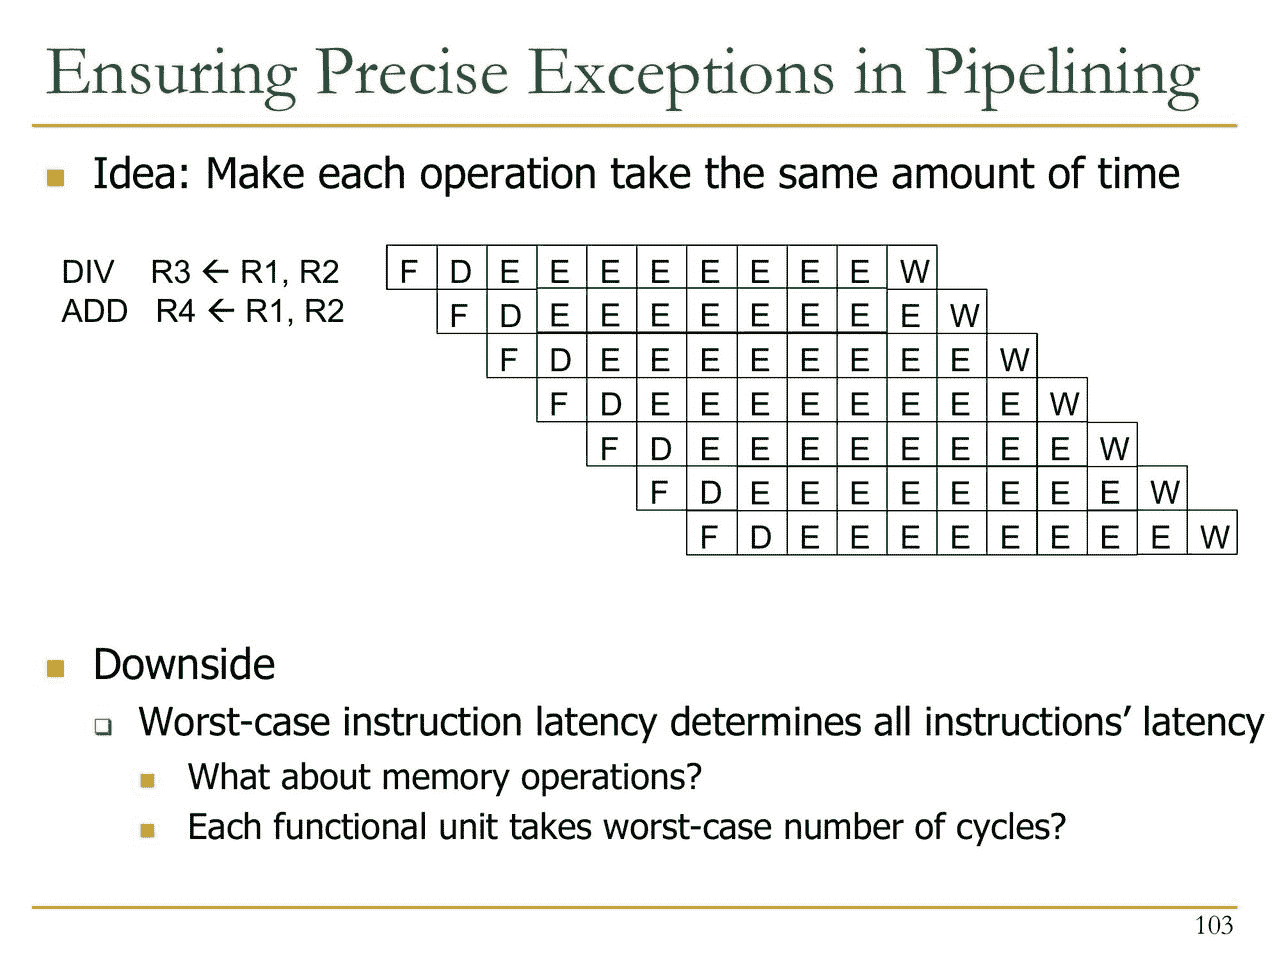 Ensuring Precise Exceptions in Pipelining
Idea: Make each operation take the same amount of time
DIV R3 ← R1, R2
ADD R4 ← R1, R2
F D E E E E E E E E W
F D E E E E E E E E W
F D E E E E E E E E W
F D E E E E E E E E W
F D E E E E E E E E W
F D E E E E E E E E W
F D E E E E E E E E W
Downside
Worst-case instruction latency determines all instructions’ latency
What about memory operations?
Each functional unit takes worst-case number of cycles?
103